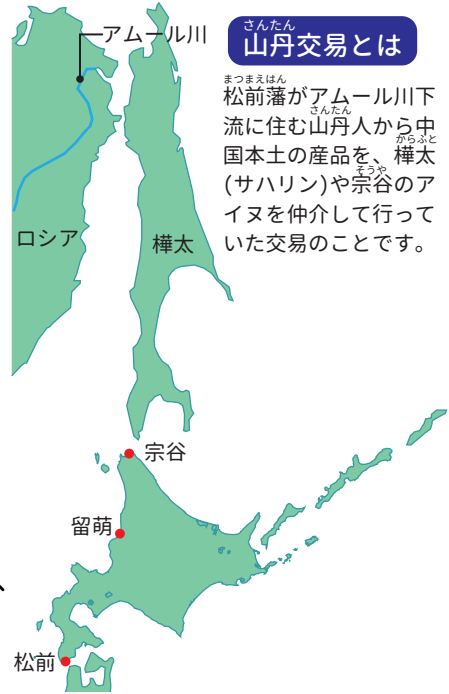 アムール川
さんたん
山丹交易とは
まつまえはん
松前藩がアムール川下
さんたん
流に住む山丹人から中
からふと
国本土の産品を、樺太
そうや
(サハリン)や宗谷のア
イヌを仲介して行って
いた交易のことです。
ロシア
樺太
宗谷
留萌
松前